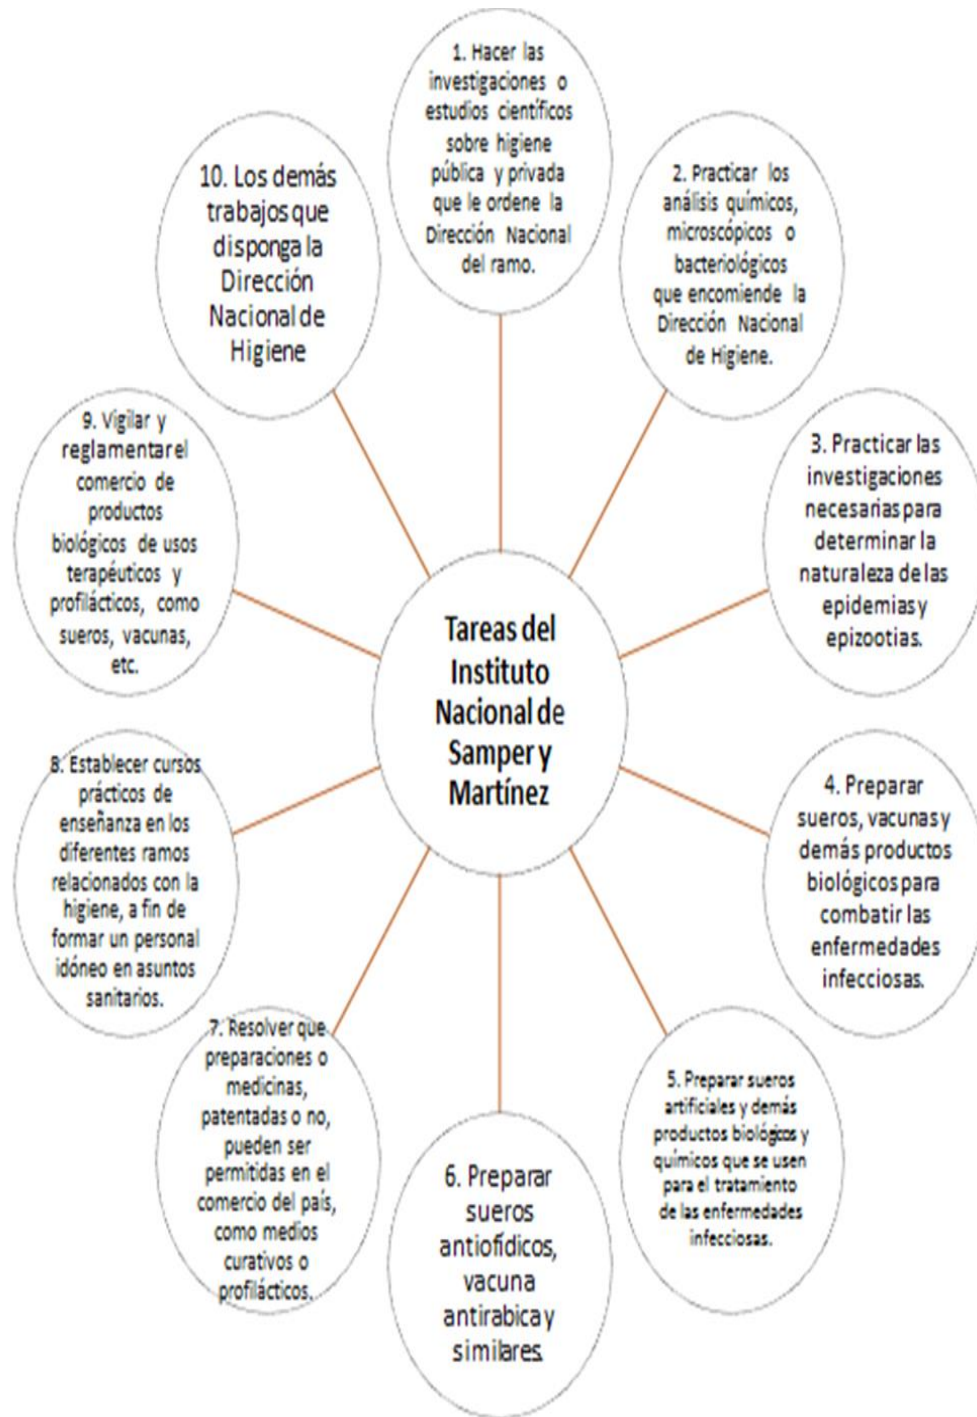 Tareas del
Instituto
Nacional de
Samper y
Martínez
1. Hacer las
investigaciones o
estudios científicos
sobre higiene
pública y privada
que le ordene la
Dirección Nacional
del ramo.
2. Practicar los
análisis químicos,
microscópicos o
bacteriológicos
que encomiende la
Dirección Nacional
de Higiene.
3. Practicar las
investigaciones
necesarias para
determinar la
naturaleza de las
epidemias y
epizootias.
4. Preparar
sueros, vacunas y
demás productos
biológicos para
combatir las
enfermedades
infecciosas.
5. Preparar sueros
artificiales y demás
productos biológicos y
químicos que se usen
para el tratamiento
de las enfermedades
infecciosas.
6. Preparar
sueros
antiofídicos,
vacuna
antirabica y
similares.
7. Resolver que
preparaciones o
medicinas,
patentadas o no,
pueden ser
permitidas en el
comercio del país,
como medios
curativos o
profilácticos.
8. Establecer cursos
prácticos de
enseñanza en los
diferentes ramos
relacionados con la
higiene, a fin de
formar un personal
idóneo en asuntos
sanitarios.
9. Vigilar y
reglamentar el
comercio de
productos
biológicos de usos
terapéuticos y
profilácticos, como
sueros, vacunas,
etc.
10. Los demás
trabajos que
disponga la
Dirección
Nacional de
Higiene